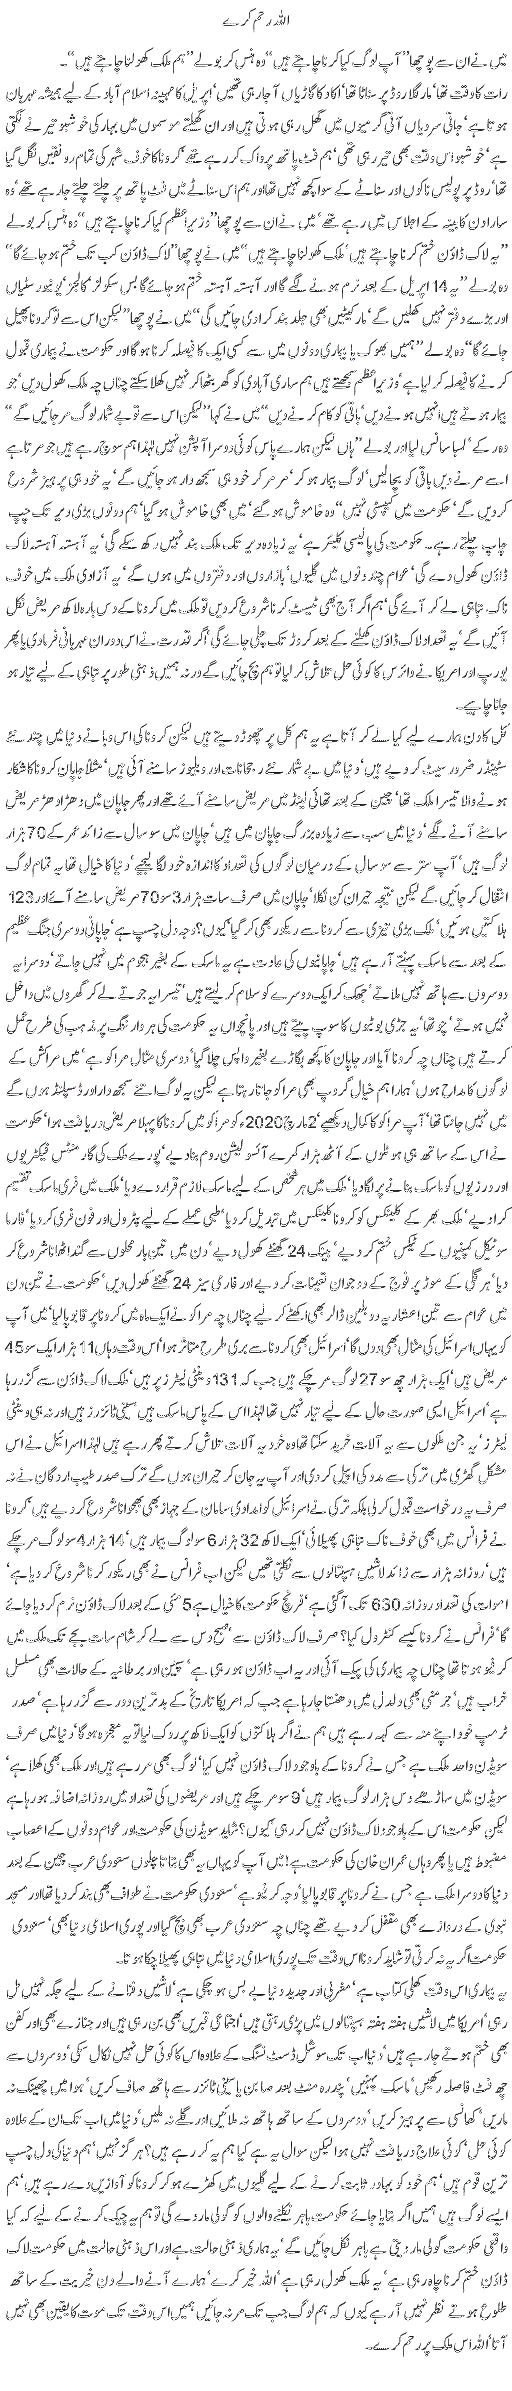 اللہ رحم کرے
میں نے ان سے پوچھا ’’آپ لوگ کیا کرنا چاہتے ہیں‘‘ وہ ہنس کر بولے ’’ہم ملک کھولنا چاہتے ہیں‘‘۔۔
رات کا وقت تھا‘ مارگلا روڈ پر سناٹا تھا‘ اکا دکا گاڑیاں آ جا رہی تھیں‘ اپریل کا مہینہ اسلام آباد کے لیے ہمیشہ مہربان
ہوتا ہے‘ جاتی سردیاں آتی گرمیوں میں گھل رہی ہوتی ہیں اور ان گھلتے موسموں میں بہار کی خوشبو تیرنے لگتی
ہے‘ خوشبو اس وقت بھی تیر رہی تھی‘ ہم فٹ پاتھ پر واک کر رہے تھے‘ کرونا کا خوف شہر کی تمام رونقیں نگل گیا
تھا‘ روڈ پر پولیس ناکوں اور سناٹے کے سوا کچھ نہیں تھا اور ہم اس سناٹے میں فٹ پاتھ پر چلتے چلتے جا رہے تھے‘ وہ
سارا دن کابینہ کے اجلاس میں رہے تھے‘ میں نے ان سے پوچھا ’’وزیراعظم کیا کرنا چاہتے ہیں‘‘ وہ ہنس کر بولے
’’یہ لاک ڈاؤن ختم کرنا چاہتے ہیں‘ ملک کھولنا چاہتے ہیں‘‘ میں نے پوچھا ’’لاک ڈاؤن کب تک ختم ہو جائے گا‘‘
وہ بولے ’’یہ 14 اپریل کے بعد نرم ہونے لگے گا اور آہستہ آہستہ ختم ہو جائے گا بس سکولز‘ کالجز‘ یونیورسٹیاں
اور بڑے دفتر نہیں کھلیں گے‘ مارکیٹیں بھی جلد بند کرا دی جائیں گی‘‘ میں نے پوچھا ’’لیکن اس سے تو کرونا پھیل
جائے گا‘‘ وہ بولے ’’ہمیں بھوک یا بیماری دونوں میں سے کسی ایک کا فیصلہ کرنا ہوگا اور حکومت نے بیماری قبول
کرنے کا فیصلہ کر لیا ہے‘ وزیراعظم سمجھتے ہیں ہم ساری آبادی کو گھر بٹھا کر نہیں کھلا سکتے چناں چہ ملک کھول دیں‘ جو
بیمار ہوتے ہیں انہیں ہونے دیں‘ باقی کو کام کرنے دیں‘‘ میں نے کہا ’’لیکن اس سے تو بے شمار لوگ مر جائیں گے‘‘
وہ رکے‘ لمبا سانس لیا اور بولے ’’ہاں لیکن ہمارے پاس کوئی دوسرا آپشن نہیں لہٰذا ہم سوچ رہے ہیں جو مرتا ہے
اسے مرنے دیں باقی کو بچا لیں‘ لوگ بیمار ہو کر‘ مر مر کر خود ہی سمجھ دار ہو جائیں گے‘ یہ خود ہی پرہیز شروع
کر دیں گے‘ حکومت میں کیپسٹی نہیں‘‘ وہ خاموش ہو گئے‘ میں بھی خاموش ہو گیا‘ ہم دونوں بڑی دیر تک چپ
چاپ چلتے رہے۔ حکومت کی پالیسی کلیئر ہے‘ یہ زیادہ دیر تک ملک بند نہیں رکھ سکے گی‘ یہ آہستہ آہستہ لاک
ڈاؤن کھول دے گی‘ عوام چند دنوں میں گلیوں‘ بازاروں اور دفتروں میں ہوں گے‘ یہ آزادی ملک میں خوف
ناک تباہی لے کر آئے گی‘ ہم اگر آج بھی ٹیسٹ کرنا شروع کر دیں تو ملک میں کرونا کے دس بارہ لاکھ مریض نکل
آئیں گے‘ یہ تعداد لاک ڈاؤن کھلنے کے بعد کروڑ تک چلی جائے گی‘ اگر قدرت نے اس دوران مہربانی فرما دی یا پھر
یورپ اور امریکا نے وائرس کا کوئی حل تلاش کر لیا تو ہم بچ جائیں گے ورنہ ہمیں ذہنی طور پر تباہی کے لیے تیار ہو
جانا چاہیے۔
کل کا دن ہمارے لیے کیا لے کر آتا ہے یہ ہم کل پر چھوڑ دیتے ہیں لیکن کرونا کی اس وبا نے دنیا میں چند نئے
سٹینڈرز ضرور سیٹ کر دیے ہیں‘ دنیا میں بے شمار نئے رجحانات اور ویلیوز سامنے آئی ہیں‘ مثلاً جاپان کرونا کا شکار
ہونے والا تیسرا ملک تھا‘ چین کے بعد تھائی لینڈ میں مریض سامنے آئے تھے اور پھر جاپان میں دھڑا دھڑ مریض
سامنے آنے لگے‘ دنیا میں سب سے زیادہ بزرگ جاپان میں ہیں‘ جاپان میں سو سال سے زائد عمر کے 70 ہزار
لوگ ہیں‘ آپ ستر سے سو سال کے درمیان لوگوں کی تعداد کا اندازہ خود لگا لیجیے‘ دنیا کا خیال تھا یہ تمام لوگ
انتقال کر جائیں گے لیکن نتیجہ حیران کن نکلا‘ جاپان میں صرف سات ہزار 3 سو 70 مریض سامنے آئے اور 123
ہلاکتیں ہوئیں‘ ملک بڑی تیزی سے کرونا سے ریکور بھی کر گیا‘ کیوں؟ وجہ دل چسپ ہے‘ جاپانی دوسری جنگ عظیم
کے بعد سے ماسک پہنتے آ رہے ہیں‘ جاپانیوں کی عادت ہے یہ ماسک کے بغیر ہجوم میں نہیں جاتے‘ دوسرا یہ
دوسروں سے ہاتھ نہیں ملاتے‘ جھک کر ایک دوسرے کو سلام کر لیتے ہیں‘ تیسرا یہ جوتے لے کر گھروں میں داخل
نہیں ہوتے‘ چوتھا‘ یہ جڑی بوٹیوں کا سوپ پیتے ہیں اور پانچواں یہ حکومت کی ہر وارننگ پر مذہب کی طرح عمل
کرتے ہیں چناں چہ کرونا آیا اور جاپان کا کچھ بگاڑے بغیر واپس چلا گیا‘ دوسری مثال مراکو ہے‘ میں مراکش کے
لوگوں کا مداح ہوں‘ ہمارا ہم خیال گروپ بھی مراکو جاتا رہتا ہے لیکن یہ لوگ اتنے سمجھ دار اور ڈسپلنڈ ہوں گے
میں نہیں جانتا تھا‘ آپ مراکو کا کمال دیکھیے‘ 2 مارچ 2020ء کو مراکو میں کرونا کا پہلا مریض دریافت ہوا‘ حکومت
نے اس کے ساتھ ہی ہوٹلوں کے آٹھ ہزار کمرے آئسولیشن روم بنا دیے‘ پورے ملک کی گارمنٹس فیکٹریوں
اور درزیوں کو ماسک بنانے پر لگا دیا‘ ملک میں ہر شخص کے لیے ماسک لازم قرار دے دیا‘ ملک میں فری ماسک تقسیم
کرا دیے‘ ملک بھر کے کلینکس کو کرونا کلینکس میں تبدیل کر دیا‘ طبی عملے کے لیے پٹرول اور فون فری کر دیا‘ فارما
سوٹیکل کمپنیوں کے ٹیکس ختم کر دیے‘ بینک 24 گھنٹے کھول دیے‘ دن میں تین بار محلوں سے گند اٹھانا شروع کر
دیا‘ ہر گلی کے موڑ پر فوج کے دو جوان تعینات کر دیے اور فارمیسیز 24 گھنٹے کھول دیں‘ حکومت نے تین دن
میں عوام سے تین اعشاریہ دو بلین ڈالر بھی اکٹھے کر لیے چناں چہ مراکو نے ایک ماہ میں کرونا پر قابو پا لیا‘ میں آپ
کو یہاں اسرائیل کی مثال بھی دوں گا‘ اسرائیل بھی کرونا سے بری طرح متاثر ہوا‘ اس وقت وہاں 11 ہزار ایک سو 45
مریض ہیں‘ ایک ہزار چھ سو 27 لوگ مر چکے ہیں جب کہ 131 وینٹی لیٹرز پر ہیں‘ ملک لاک ڈاؤن سے گزر رہا
ہے‘ اسرائیل ایسی صورت حال کے لیے تیار نہیں تھا لہٰذا اس کے پاس ماسک ہیں‘ سینی ٹائزرز ہیں اور نہ ہی وینٹی
لیٹرز‘ یہ جن ملکوں سے یہ آلات خرید سکتا تھا وہ خود یہ آلات تلاش کرتے پھر رہے ہیں لہٰذا اسرائیل نے اس
مشکل گھڑی میں ترکی سے مدد کی اپیل کر دی اور آپ یہ جان کر حیران ہوں گے ترک صدر طیب اردگان نے نہ
صرف یہ درخواست قبول کر لی بلکہ ترکی نے اسرائیل کو امدادی سامان کے جہاز بھی بھجوانا شروع کر دیے ہیں‘ کرونا
نے فرانس میں بھی خوف ناک تباہی پھیلائی‘ ایک لاکھ 32 ہزار 6 سو لوگ بیمار ہیں‘ 14 ہزار 4 سو لوگ مر چکے
ہیں‘ روزانہ ہزار سے زائد لاشیں ہسپتالوں سے نکلتی تھیں لیکن اب فرانس نے بھی ریکور کرنا شروع کر دیا ہے‘
اموات کی تعداد روزانہ 630 تک آ گئی ہے‘ فرنچ حکومت کا خیال ہے 5 مئی کے بعد لاک ڈاؤن نرم کر دیا جائے
گا‘ فرانس نے کرونا کیسے کنٹرول کیا؟ صرف لاک ڈاؤن سے‘ صبح دس سے لے کر شام سات بجے تک ملک میں
کرفیو ہوتا تھا چناں چہ بیماری کی پیک آئی اور یہ اب ڈاؤن ہو رہی ہے‘ سپین اور برطانیہ کے حالات بھی مسلسل
خراب ہیں‘ جرمنی بھی دلدل میں دھنستا جا رہا ہے جب کہ امریکا تاریخ کے بدترین دور سے گزر رہا ہے‘ صدر
ٹرمپ خود اپنے منہ سے کہہ رہے ہیں ہم نے اگر ہلاکتوں کو ایک لاکھ پر روک لیا تو یہ معجزہ ہو گا‘ دنیا میں صرف
سویڈن واحد ملک ہے جس نے کرونا کے باوجود لاک ڈاؤن نہیں کیا‘ لوگ بھی مر رہے ہیں اور ملک بھی کھلا ہے‘
سویڈن میں ساڑھے دس ہزار لوگ بیمار ہیں‘ 9 سو مر چکے ہیں اور مریضوں کی تعداد میں روزانہ اضافہ ہو رہا ہے
لیکن حکومت اس کے باوجود لاک ڈاؤن نہیں کر رہی‘ کیوں؟ شاید سویڈن کی حکومت اور عوام دونوں کے اعصاب
مضبوط ہیں یا پھر وہاں عمران خان کی حکومت ہے‘ میں آپ کو یہاں یہ بھی بتاتا چلوں سعودی عرب چین کے بعد
دنیا کا دوسرا ملک ہے جس نے کرونا پر قابو پا لیا‘ وجہ کرفیو ہے‘ سعودی حکومت نے طواف بھی بند کر دیا تھا اور مسجد
نبوی کے دروازے بھی مقفل کر دیے تھے چناں چہ سعودی عرب بھی بچ گیا اور پوری اسلامی دنیا بھی‘ سعودی
حکومت اگر یہ نہ کرتی تو شاید کرونا اس وقت تک پوری اسلامی دنیا میں تباہی پھیلا چکا ہوتا۔
یہ بیماری اس وقت کھلی کتاب ہے‘ مغربی اور جدید دنیا بے بس ہو چکی ہے‘ لاشیں دفنانے کے لیے جگہ نہیں مل
رہی‘ امریکا میں لاشیں ہفتہ ہفتہ ہسپتالوں میں پڑی رہتی ہیں‘ اجتماعی قبریں بھی بن رہی ہیں اور جنازے بھی اور کفن
بھی ختم ہوتے جا رہے ہیں‘ دنیا اب تک سوشل ڈسٹ نسنگ کے علاوہ اس کا کوئی حل نہیں نکال سکی‘ دوسروں سے
چھ فٹ فاصلہ رکھیں‘ ماسک پہنیں‘ پندرہ منٹ بعد صابن یا سینی ٹائزر سے ہاتھ صاف کریں‘ ہوا میں چھینک نہ
ماریں‘ کھانسی سے پرہیز کریں‘ دوسروں کے ساتھ ہاتھ نہ ملائیں اور گلے نہ ملیں‘ دنیا میں اب تک ان کے علاوہ
کوئی حل‘ کوئی علاج دریافت نہیں ہوا لیکن سوال یہ ہے کیا ہم یہ کر رہے ہیں؟ ہرگز نہیں‘ ہم دنیا کی دل چسپ
ترین قوم ہیں‘ ہم خود کو بہادر ثابت کرنے کے لیے گلیوں میں کھڑے ہو کر کرونا کو آوازیں دے رہے ہیں‘ ہم
ایسے لوگ ہیں ہمیں اگر بتایا جائے حکومت باہر نکلنے والوں کو گولی مار دے گی تو ہم یہ چیک کرنے کے لیے کہ کیا
واقعی حکومت گولی مار دیتی ہے باہر نکل جائیں گے‘ یہ ہماری ذہنی حالت ہے اور اس ذہنی حالت میں حکومت لاک
ڈاؤن ختم کرنا چاہ رہی ہے‘ یہ ملک کھول رہی ہے‘ اللہ خیر کرے‘ ہمارے آنے والے دن خیریت کے ساتھ
طلوع ہوتے نظر نہیں آ رہے کیوں کہ ہم لوگ جب تک مر نہ جائیں ہمیں اس وقت تک موت کا یقین بھی نہیں
آتا‘ اللہ اس ملک پر رحم کرے۔